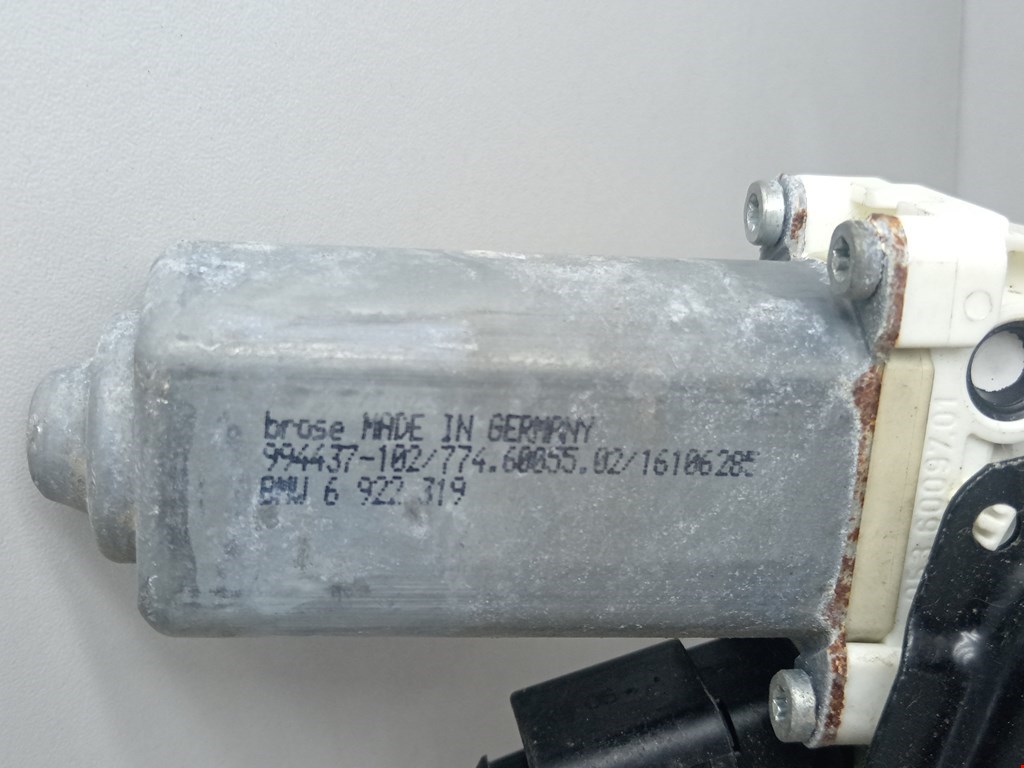 brose MADE IN GERMANY
994437-102/774.60055.02/16106285
BMW 6 922 319